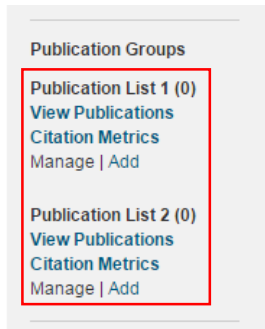 Publication Groups
Publication List 1 (0)
View Publications
Citation Metrics
Manage | Add
Publication List 2 (0)
View Publications
Citation Metrics
Manage | Add